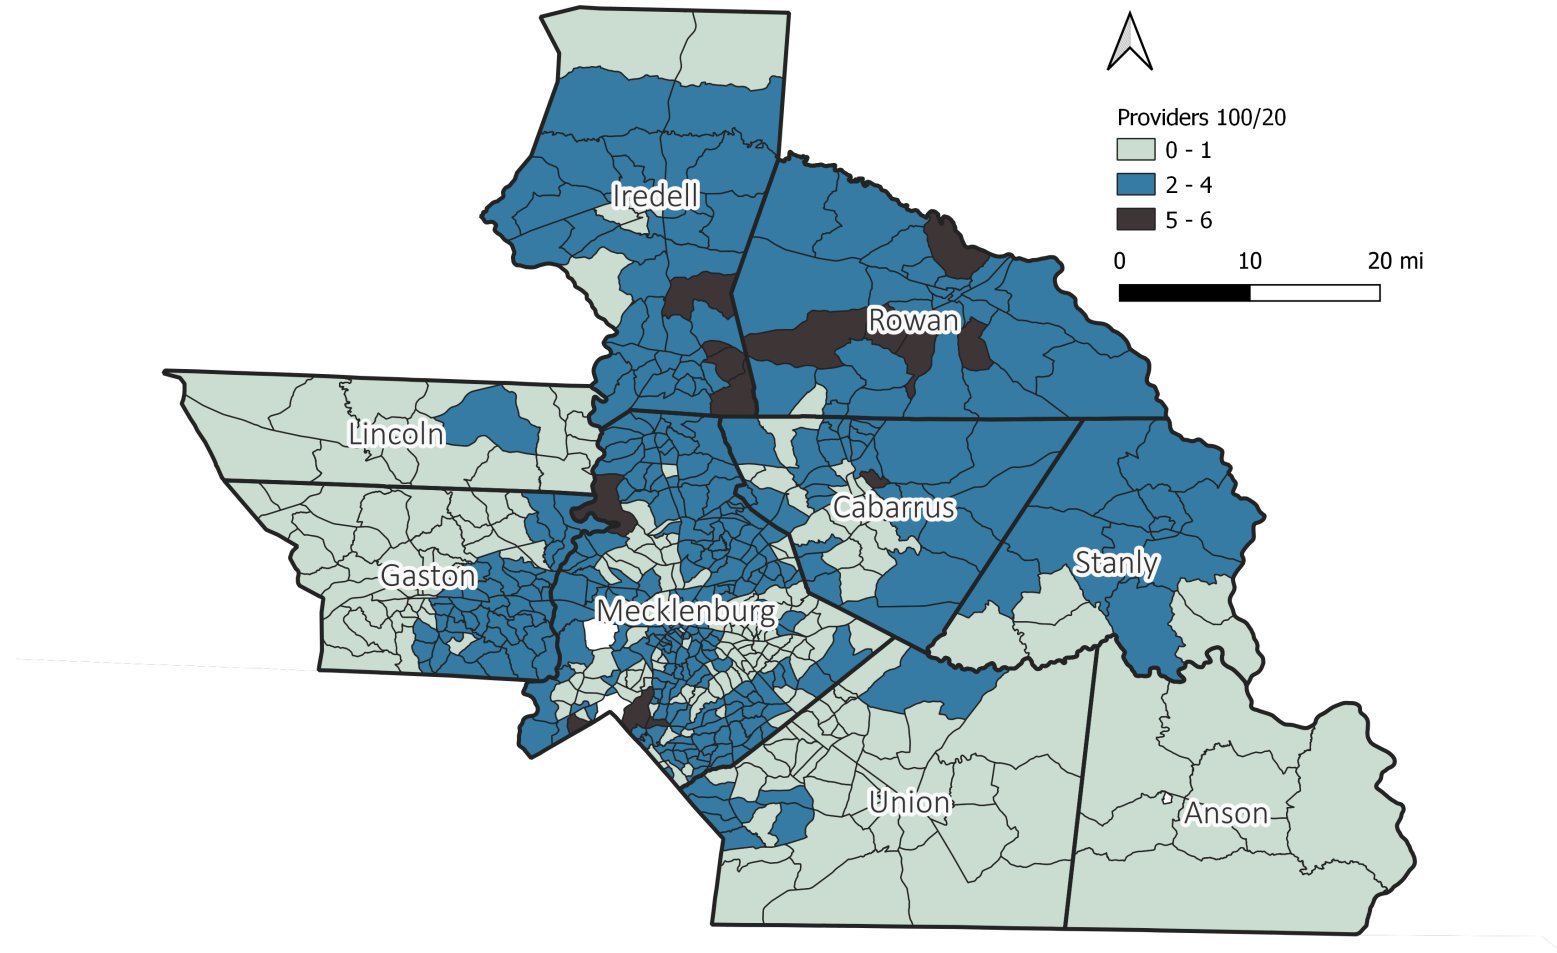 Providers 100/20
0 - 1
2 - 4
5 - 6
0 10 20 mi
Iredell
Rowan
Lincoln
Cabarrus
Stanly
Gaston
Mecklenburg
Union
Anson